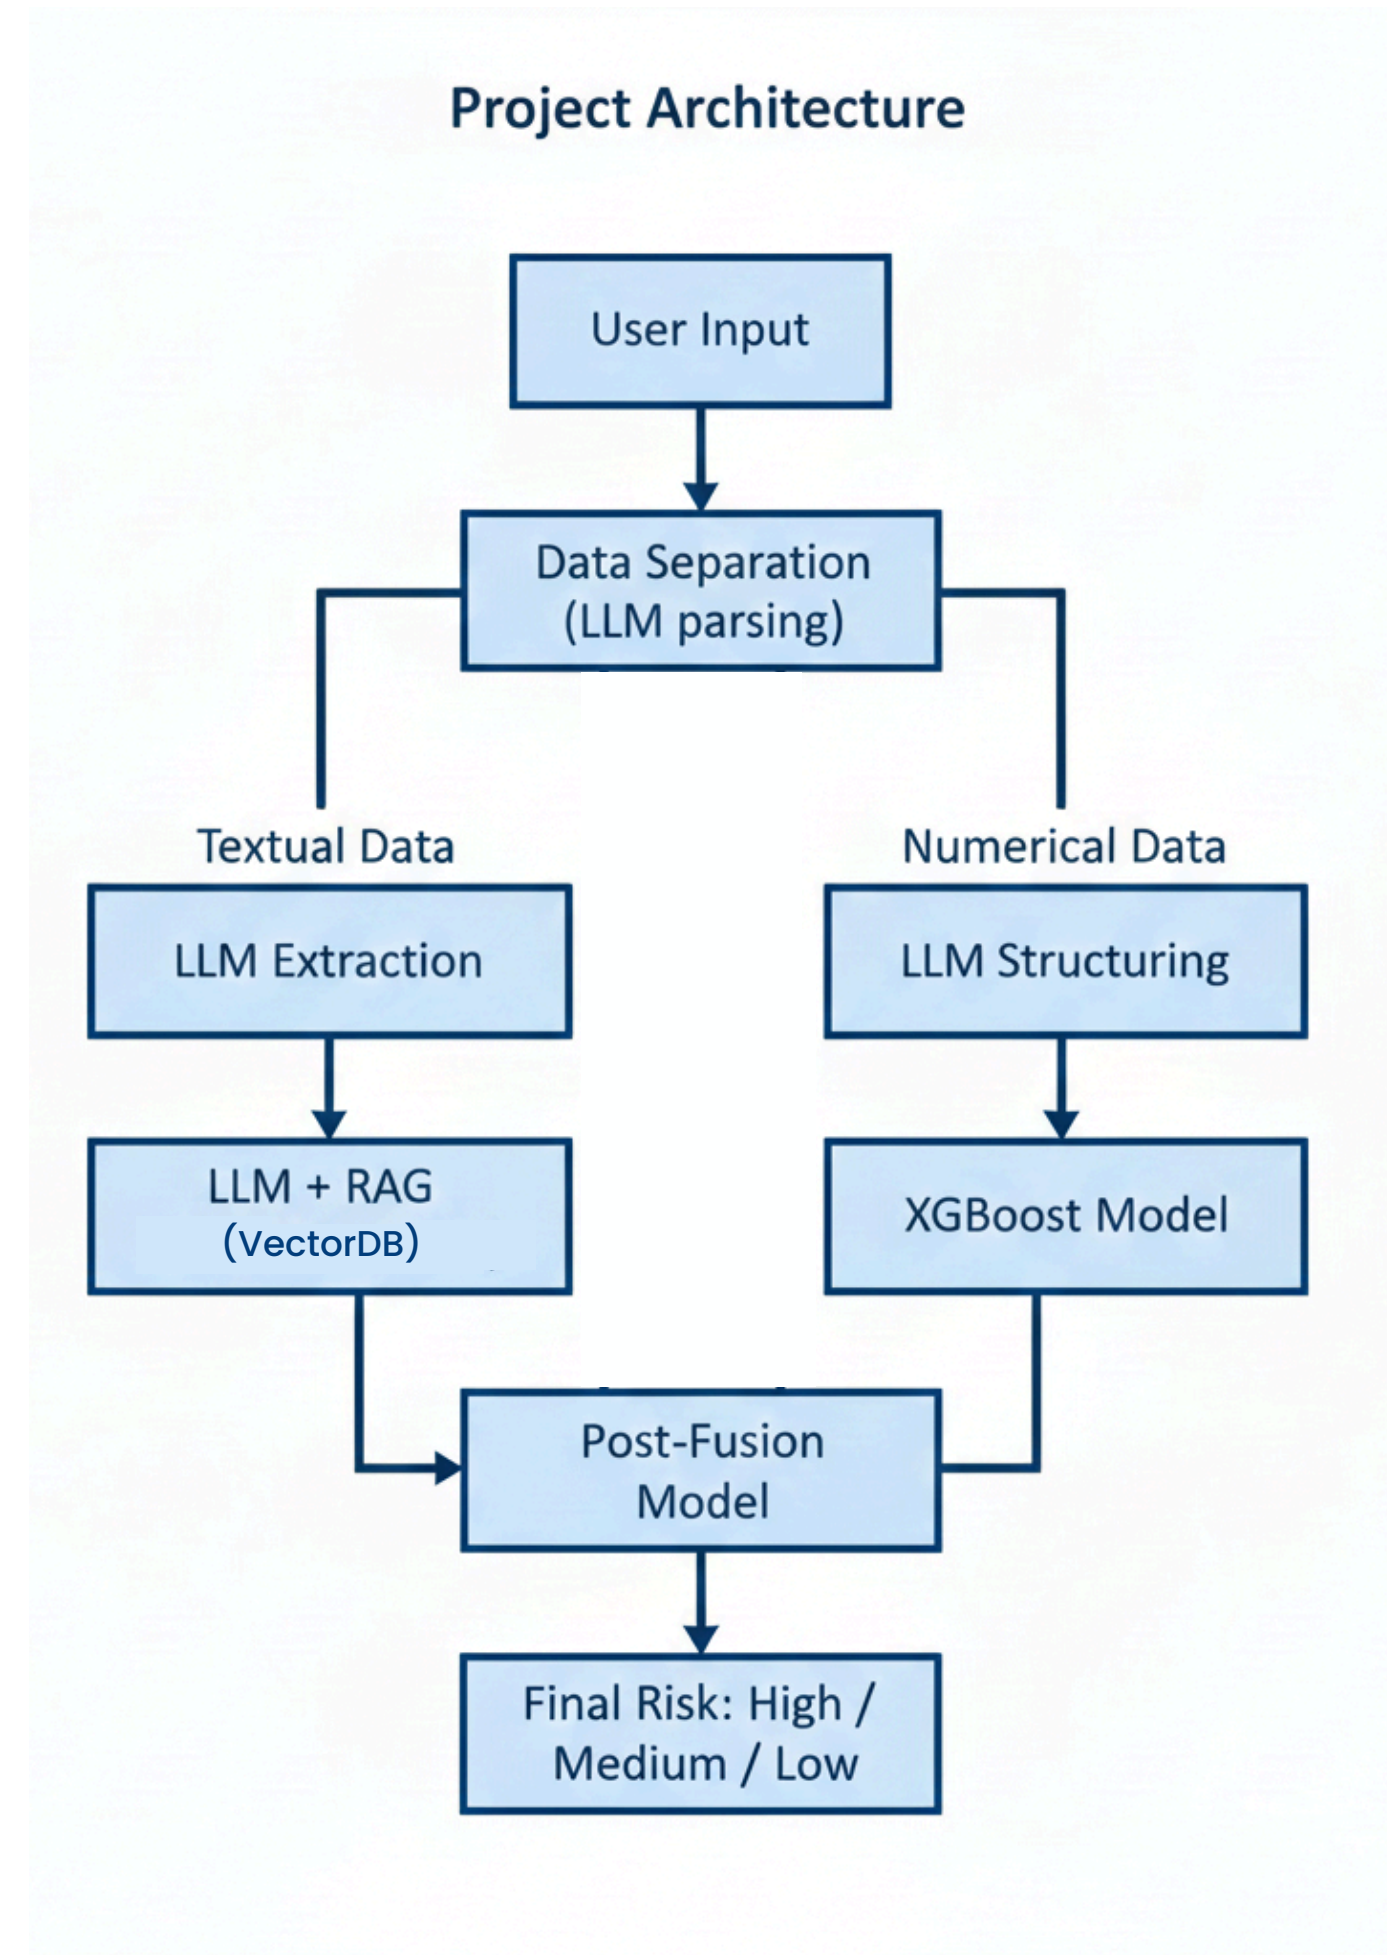 Project Architecture
User Input
Data Separation
(LLM parsing)
Textual Data
Numerical Data
LLM Extraction
LLM Structuring
LLM + RAG
(VectorDB)
XGBoost Model
Post-Fusion
Model
Final Risk: High /
Medium / Low